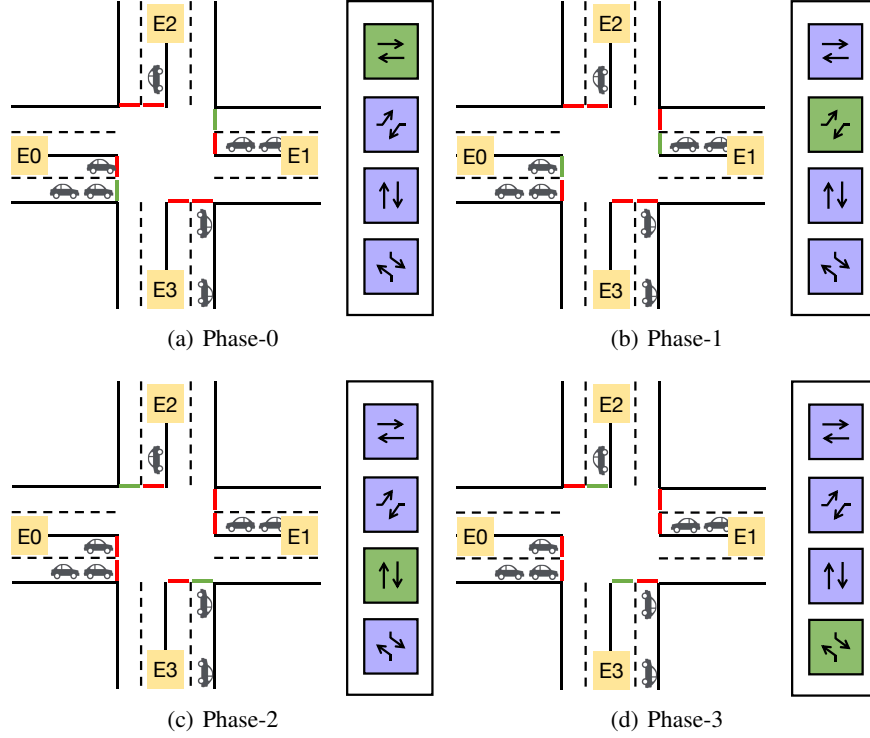 E2
E0
E1
E3
(a) Phase-0
E2
E0
E1
E3
(b) Phase-1
E2
E0
E1
E3
(c) Phase-2
E2
E0
E1
E3
(d) Phase-3